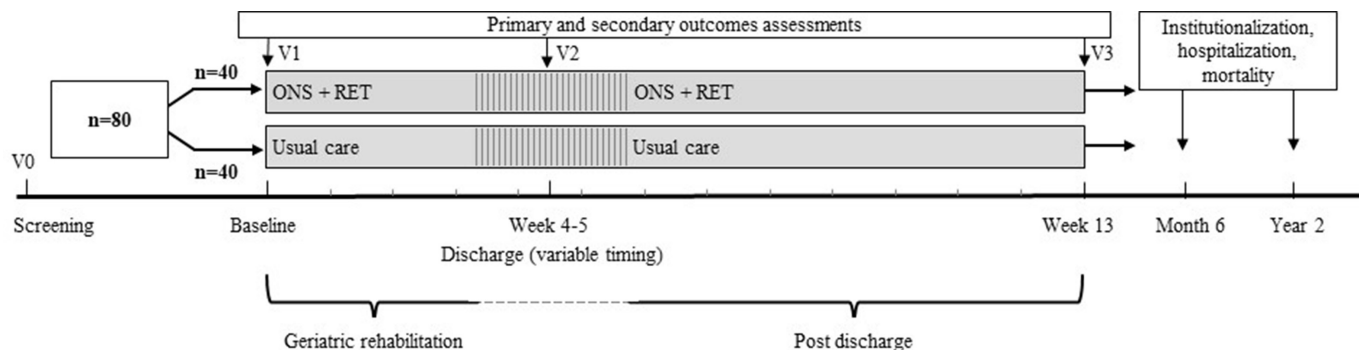 Primary and secondary outcomes assessments
Institutionalization,
hospitalization,
mortality
V1
V2
V3
n=40
ONS + RET
ONS + RET
n=80
Usual care
Usual care
n=40
V0
Screening
Baseline
Week 4-5
Week 13
Month 6
Year 2
Discharge (variable timing)
Geriatric rehabilitation
Post discharge